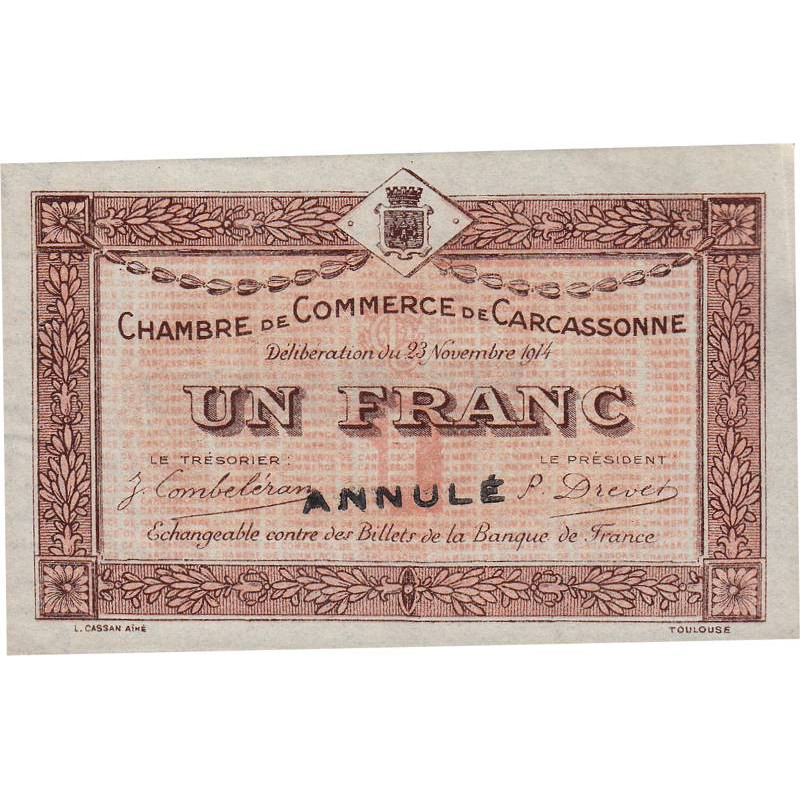 CHAMBRE DE COMMERCE DE CARCASSONNE
Délibération du 23 Novembre 1914
UN FRANC
LE TRÉSORIER : LE PRÉSIDENT
J. Combeléran ANNULÉ P. Drevet
Echangeable contre des Billets de la Banque de France
L. CASSAN AINÉ TOULOUSE